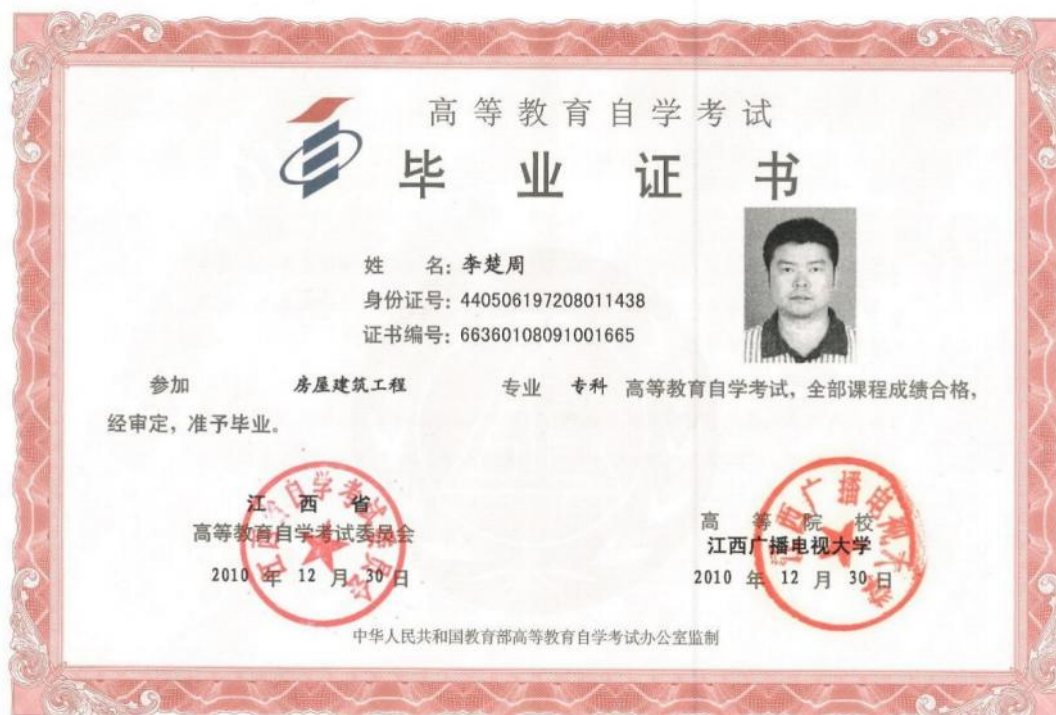 高等教育自学考试
毕业证书
姓 名：李楚周
身份证号：440506197208011438
证书编号：66360108091001665
参加 房屋建筑工程 专业 专科 高等教育自学考试，全部课程成绩合格，
经审定，准予毕业。
江西省
高等教育自学考试委员会
2010 年 12 月 30 日
高等院校
江西广播电视大学
2010 年 12 月 30 日
中华人民共和国教育部高等教育自学考试办公室监制